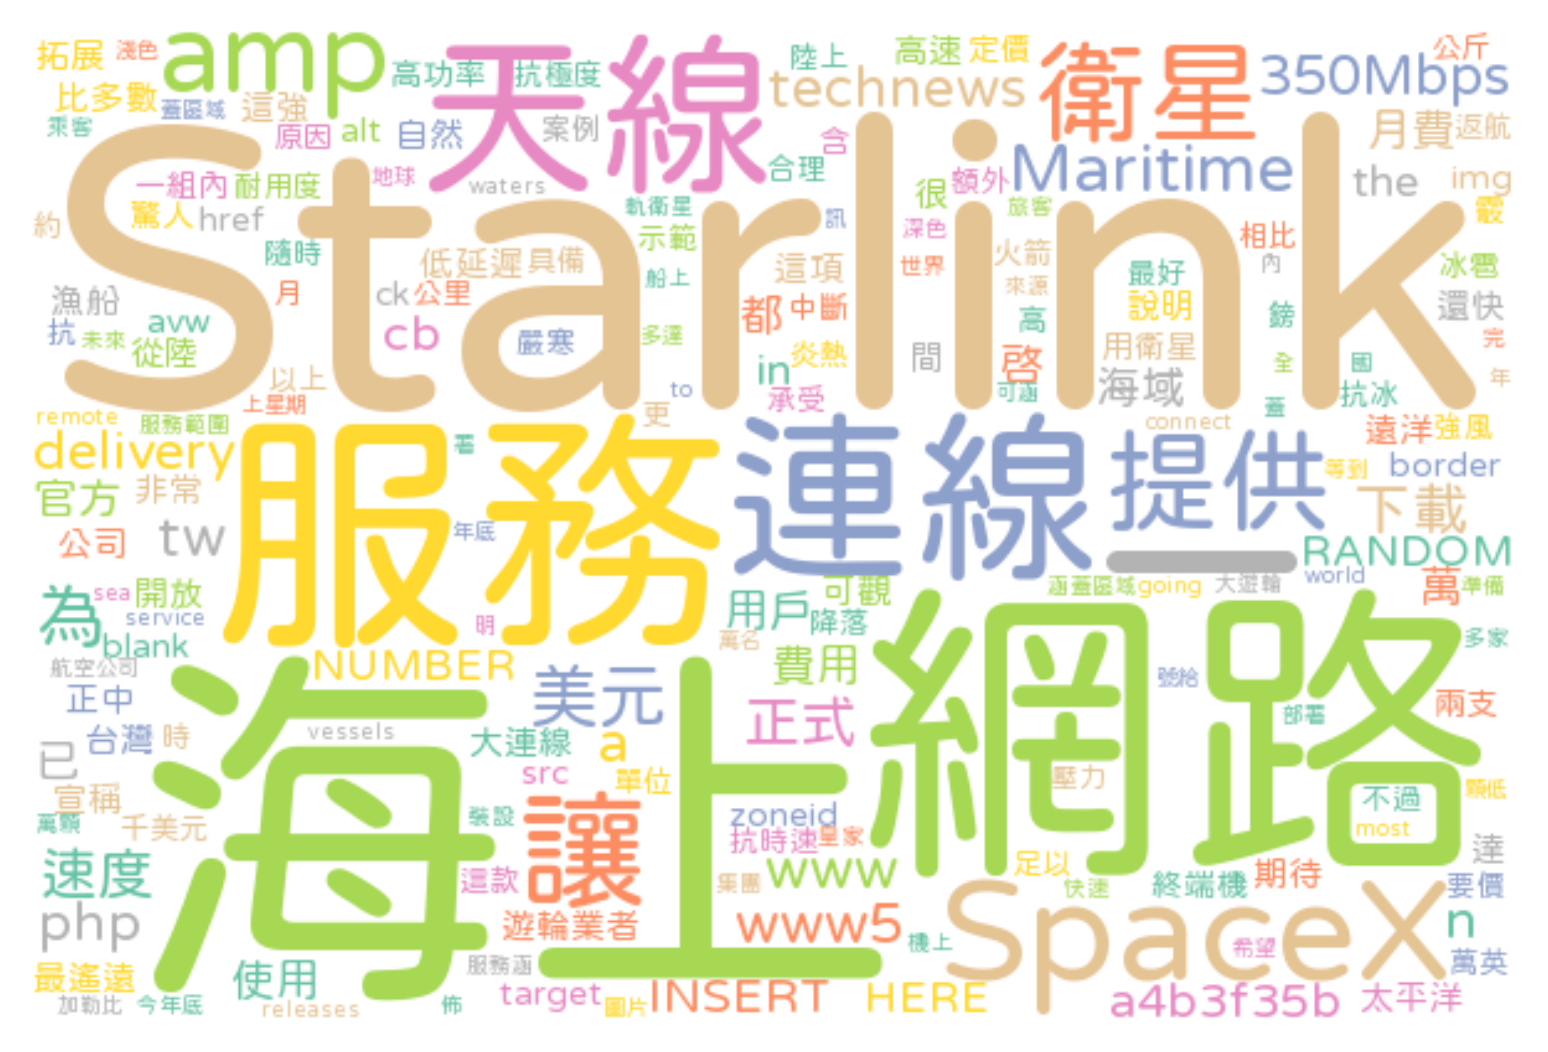 拓展 淺色 amp 高功率 抗極度 天線 陸上 高速 定價 衛星 公斤
比多數 蓋區域 這強 technews 350Mbps
乘客 原因 alt 自然 案例 含 月費 返航
Starlink
一組內 耐用度 地球 waters 合理 很 額外 Maritime the img
約 驚人 href 軌衛星 訊 旅客 霰
隨時 低延遲 具備 示範 深色 火箭 相比
船上 這項 世界 來源 最好 內 冰雹
漁船 月 ck 公里 都 中斷 高 說明 鎊 還快
抗 未來 avw cb 嚴寒 多達 完
從陸 in 炎熱 間 啓 用衛星 全 國
以上 to 承受 可涵 海域 抗冰 年
上星期 更 蓋
remote 服務範圍 connect 遠洋 強風
delivery 服務 著 連線 提供 等到 border
官方 非常 下載
公司 tw 年底 一 RANDOM
為 sea 開放 可觀 涵蓋區域 going 大遊輪 world 萬 準備
service 明 用戶 降落
blank 萬名 網路 多家
航空公司 NUMBER 美元 費用 號給
正中 兩支
海上 台灣 時 vessels 大連線 a 正式 部署
已 src 單位 壓力
宣稱 讓 不過 顆低
萬顆 千美元 裝設 zoneid most
抗時速 皇家 達
速度 這款 集團 www 足以 快速 終端機 期待 要價
php 遊輪業者 www5 機上 SpaceX 希望 n
最遙遠 使用 服務涵 萬英
加勒比 今年底 releases 佈 target 圖片 INSERT HERE a4b3f35b 太平洋